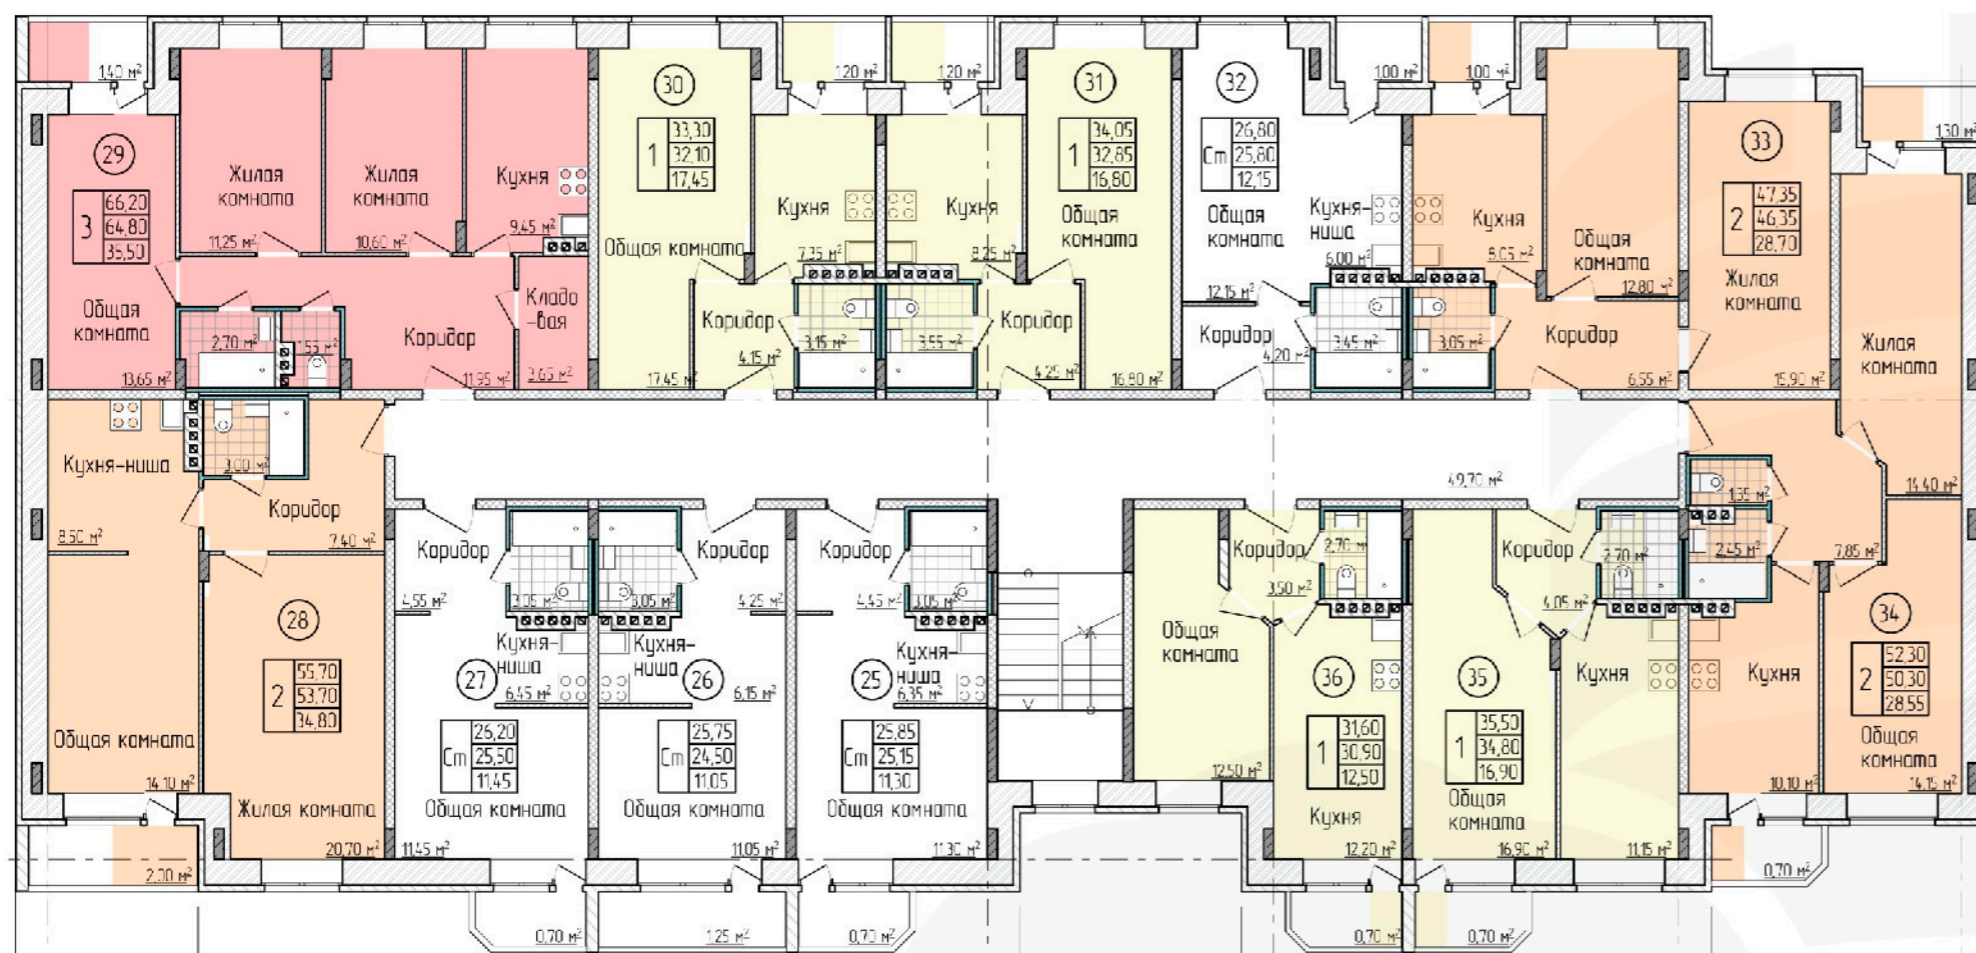 1,40 м²
29
3
66,20
64,80
35,50
Общая
комната
13,65 м²
Жилая
комната
11,25 м²
Жилая
комната
10,60 м²
Кухня
9,45 м²
Кладо
-вая
3,65 м²
2,70 м²
1,55 м²
Коридор
11,95 м²
30
1
33,30
32,10
17,45
Общая комната
17,45 м²
1,20 м²
Кухня
7,35 м²
Коридор
4,15 м²
3,15 м²
1,20 м²
Кухня
8,25 м²
3,55 м²
Коридор
4,25 м²
31
1
34,05
32,85
16,80
Общая
комната
16,80 м²
32
Ст
26,80
25,80
12,15
Общая
комната
12,15 м²
Кухня-
ниша
6,00 м²
1,00 м²
Коридор
4,20 м²
3,45 м²
1,00 м²
Кухня
8,05 м²
3,05 м²
Общая
комната
12,80 м²
Коридор
6,55 м²
33
2
47,35
46,35
28,70
Жилая
комната
15,90 м²
1,30 м²
Жилая
комната
14,40 м²
49,70 м²
Кухня-ниша
8,50 м²
3,00 м²
Коридор
7,40 м²
28
2
55,70
53,70
34,80
Общая комната
14,10 м²
Жилая комната
20,70 м²
2,00 м²
Коридор
4,55 м²
3,05 м²
Кухня-
ниша
6,45 м²
27
Ст
26,20
25,50
11,45
Общая комната
11,45 м²
0,70 м²
Коридор
4,25 м²
3,05 м²
Кухня-
ниша
6,15 м²
26
Ст
25,75
24,50
11,05
Общая комната
11,05 м²
1,25 м²
Коридор
4,45 м²
3,05 м²
Кухня-
ниша
6,35 м²
25
Ст
25,85
25,15
11,30
Общая комната
11,30 м²
0,70 м²
Общая
комната
12,50 м²
Коридор
3,50 м²
2,70 м²
36
1
31,60
30,90
12,50
Кухня
12,20 м²
0,70 м²
Коридор
4,05 м²
2,70 м²
35
1
35,50
34,80
16,90
Общая
комната
16,90 м²
Кухня
11,15 м²
0,70 м²
1,35 м²
2,45 м²
7,85 м²
Кухня
10,10 м²
34
2
52,30
50,30
28,55
Общая
комната
14,15 м²
0,70 м²